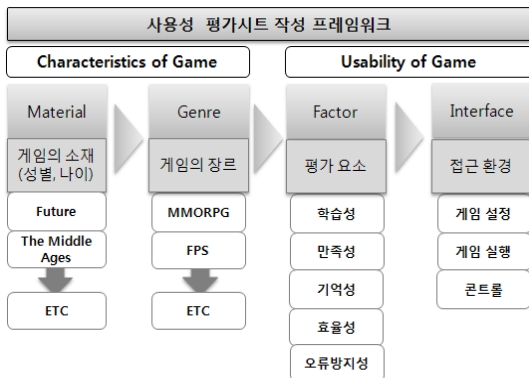 사용성 평가시트 작성 프레임워크
Characteristics of Game
Usability of Game
Material
게임의 소재
(성별, 나이)
Future
The Middle
Ages
ETC
Genre
게임의 장르
MMORPG
FPS
ETC
Factor
평가 요소
학습성
만족성
기억성
효율성
오류방지성
Interface
접근 환경
게임 설정
게임 실행
콘트롤